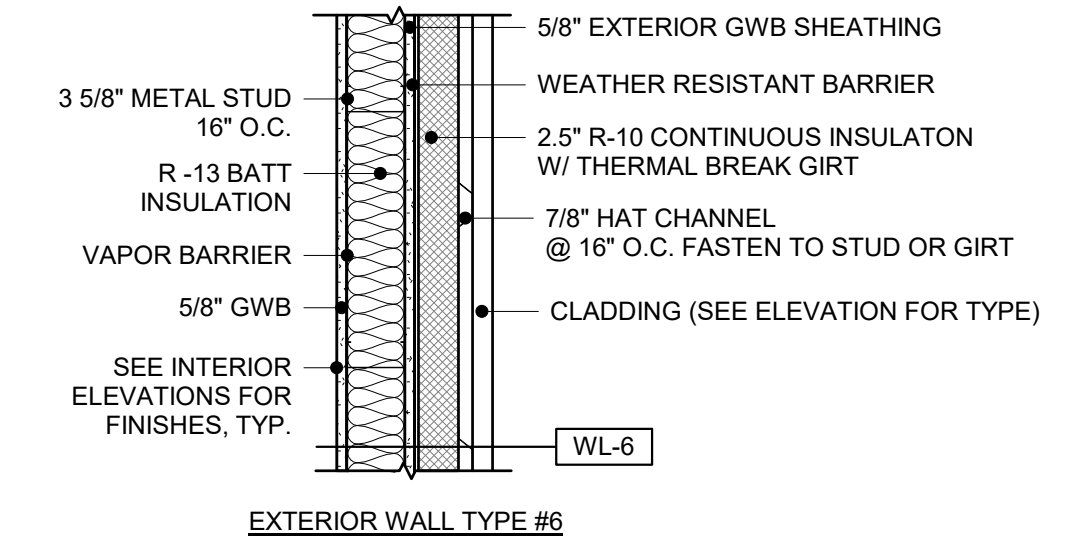 3 5/8" METAL STUD
16" O.C.
R -13 BATT
INSULATION
VAPOR BARRIER
5/8" GWB
SEE INTERIOR
ELEVATIONS FOR
FINISHES, TYP.
5/8" EXTERIOR GWB SHEATHING
WEATHER RESISTANT BARRIER
2.5" R-10 CONTINUOUS INSULATON
W/ THERMAL BREAK GIRT
7/8" HAT CHANNEL
@ 16" O.C. FASTEN TO STUD OR GIRT
CLADDING (SEE ELEVATION FOR TYPE)
WL-6
EXTERIOR WALL TYPE #6